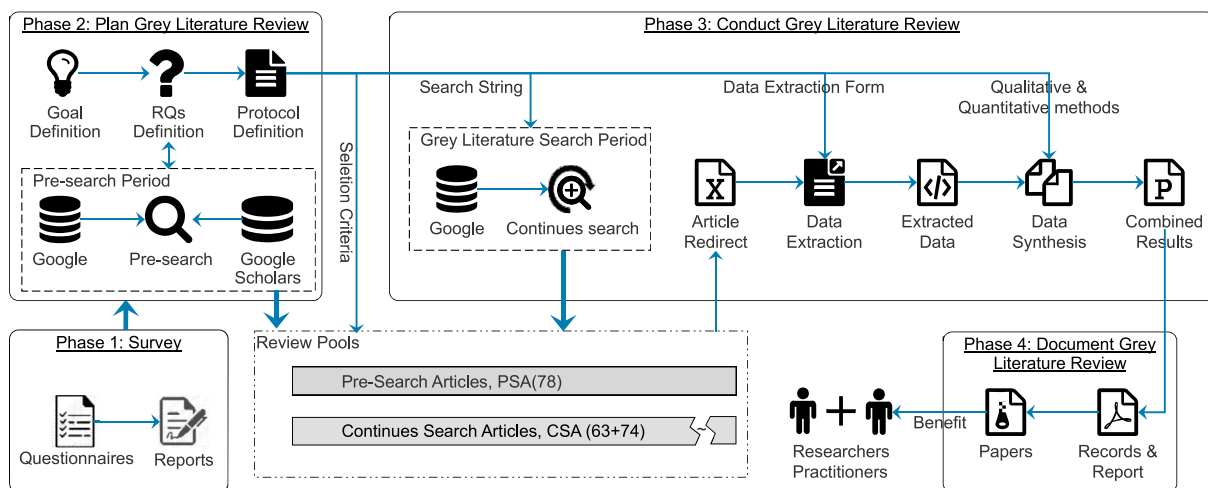 Phase 2: Plan Grey Literature Review
Goal
Definition
RQs
Definition
Protocol
Definition
Pre-search Period
Google
Pre-search
Google
Scholars
Seletion Criteria
Phase 3: Conduct Grey Literature Review
Search String
Data Extraction Form
Qualitative &
Quantitative methods
Grey Literature Search Period
Google
Continues search
Article
Redirect
Data
Extraction
Extracted
Data
Data
Synthesis
Combined
Results
Phase 1: Survey
Questionnaires
Reports
Review Pools
Pre-Search Articles, PSA(78)
Continues Search Articles, CSA (63+74)
Phase 4: Document Grey
Literature Review
Researchers
Practitioners
Benefit
Papers
Records &
Report